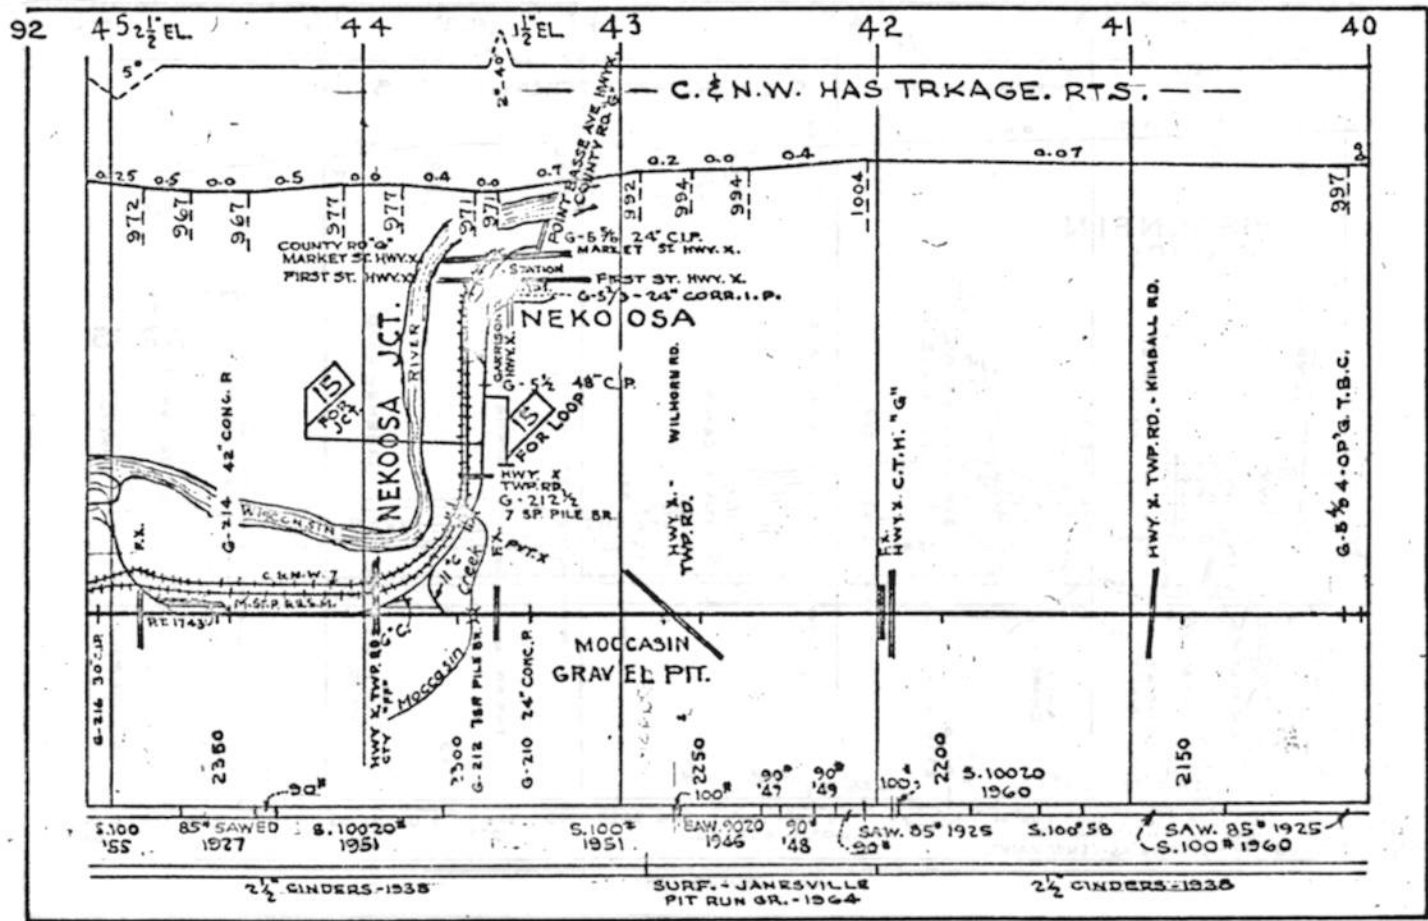 92 45 2½ EL. 44 1½ EL 43 42 41 40
5°
2°-40'
C. & N.W. HAS TRKAGE. RTS.
0.25 0.5 0.0 0.5 0.0 0.4 0.0 0.7 0.2 0.0 0.4 0.07
972 967 967 977 977 971 971 992 994 994 1004 997
POINT BASSE AVE. HWY. X.
COUNTY RD. "G"
COUNTY RD "G"
MARKET ST. HWY. X.
FIRST ST. HWY. X.
G-5⅚ 24" C.I.P.
MARKET ST. HWY. X.
STATION
FIRST ST. HWY. X.
G-5⅔-24" CORR. I. P.
NEKOOSA
NEKOOSA JCT.
RIVER
GARRISON
HWY. X.
G-5½ 48" C.P.
15
FOR
JCT.
15
FOR LOOP
HWY. X
TWP. RD.
G-212½
7 SP. PILE BR.
WILHORN RD.
HWY X.-
TWP. RD.
F.X.
HWY. X C.T.H. "G"
HWY. X. TWP. RD. - KIMBALL RD.
G-5¾94-OP'G. T.B.C.
G-214 42" CONC. P.
F.X.
WISCONSIN
F.X.
PVT. X
11°C
Creek
C.&N.W. 7
M.St.P. & S.S.M.
P.T. 1743'
6°C.
Moccasin
MOCCASIN
GRAVEL PIT.
G-216 30" C.I.P.
2350
HWY X. TWP. RD.
CTY "FF"
2300
G-212 7SP. PILE BR.
G-210 24" CONC. P.
2250
2200
2150
90#
100#
90#
'47
90#
'49
100#
S.10020
1960
S.100
'55
85# SAWED
1927
S.10020#
1951
S.100#
1951
SAW. 9020
1946
90#
'48
90#
SAW. 85# 1925
S.100# 58
SAW. 85# 1925
S.100# 1960
2½" CINDERS-1938
SURF.-JANESVILLE
PIT RUN GR.-1964
2½" CINDERS-1938